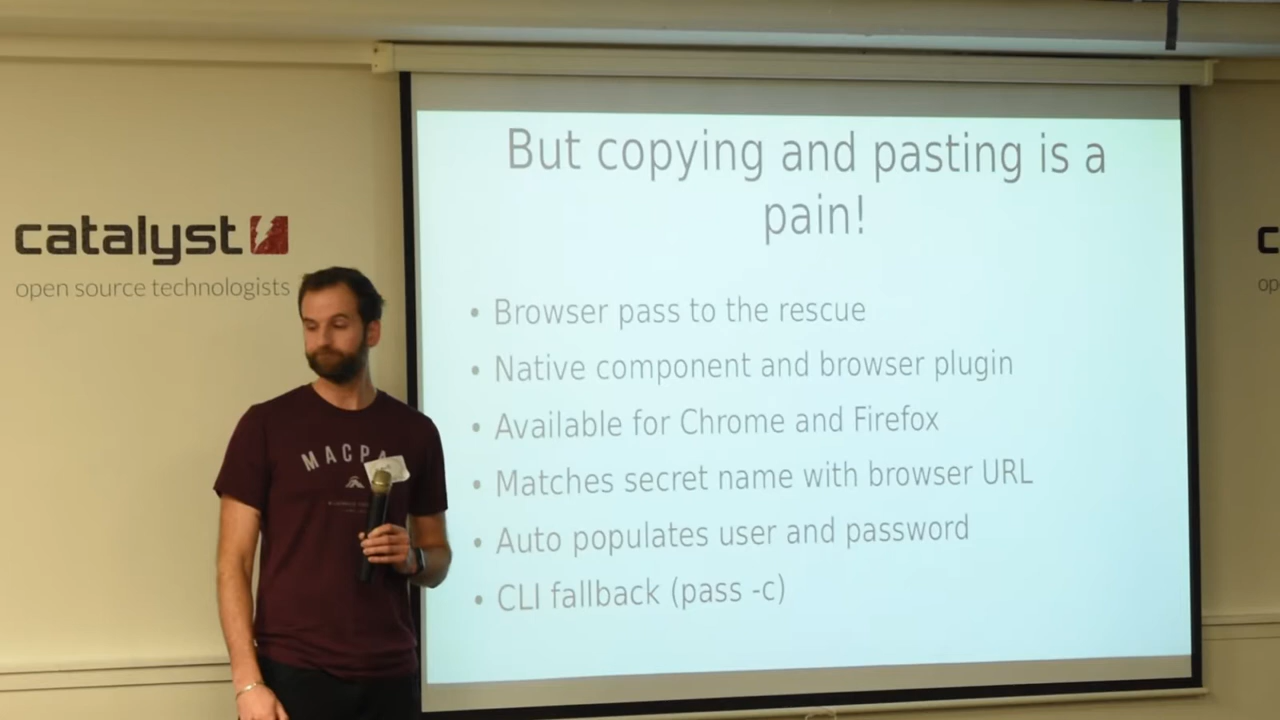 But copying and pasting is a
pain!
• Browser pass to the rescue
• Native component and browser plugin
• Available for Chrome and Firefox
• Matches secret name with browser URL
• Auto populates user and password
• CLI fallback (pass -c)
catalyst
open source technologists
MACPA
c
op